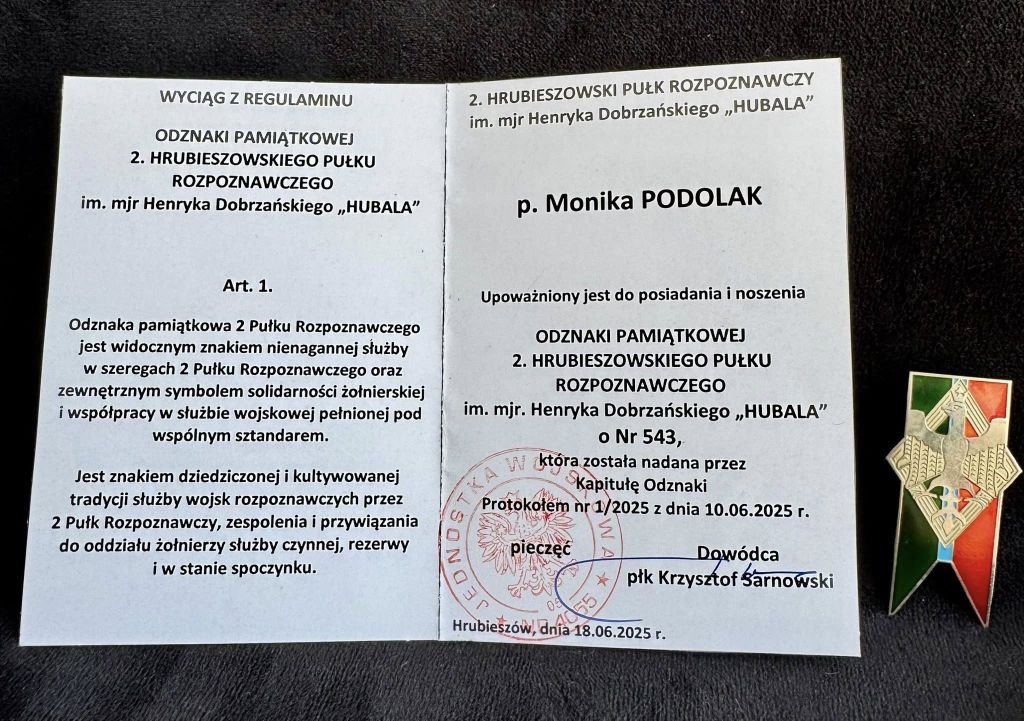 WYCIĄG Z REGULAMINU
ODZNAKI PAMIĄTKOWEJ
2. HRUBIESZOWSKIEGO PUŁKU
ROZPOZNAWCZEGO
im. mjr Henryka Dobrzańskiego „HUBALA”
Art. 1.
Odznaka pamiątkowa 2 Pułku Rozpoznawczego
jest widocznym znakiem nienagannej służby
w szeregach 2 Pułku Rozpoznawczego oraz
zewnętrznym symbolem solidarności żołnierskiej
i współpracy w służbie wojskowej pełnionej pod
wspólnym sztandarem.
Jest znakiem dziedziczonej i kultywowanej
tradycji służby wojsk rozpoznawczych przez
2 Pułk Rozpoznawczy, zespolenia i przywiązania
do oddziału żołnierzy służby czynnej, rezerwy
i w stanie spoczynku.
2. HRUBIESZOWSKI PUŁK ROZPOZNAWCZY
im. mjr Henryka Dobrzańskiego „HUBALA”
p. Monika PODOLAK
Upoważniony jest do posiadania i noszenia
ODZNAKI PAMIĄTKOWEJ
2. HRUBIESZOWSKIEGO PUŁKU
ROZPOZNAWCZEGO
im. mjr. Henryka Dobrzańskiego „HUBALA”
o Nr 543,
która została nadana przez
Kapitułę Odznaki
Protokołem nr 1/2025 z dnia 10.06.2025 r.
pieczęć
Dowódca
płk Krzysztof Sarnowski
Hrubieszów, dnia 18.06.2025 r.
JEDNOSTKA WOJSKOWA
NR 4055